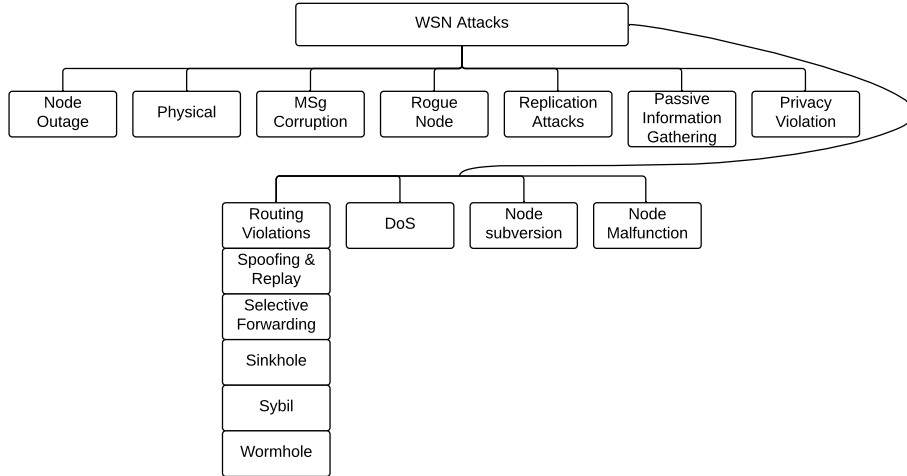 WSN Attacks
Node
Outage
Physical
MSg
Corruption
Rogue
Node
Replication
Attacks
Passive
Information
Gathering
Privacy
Violation
Routing
Violations
DoS
Node
subversion
Node
Malfunction
Spoofing &
Replay
Selective
Forwarding
Sinkhole
Sybil
Wormhole